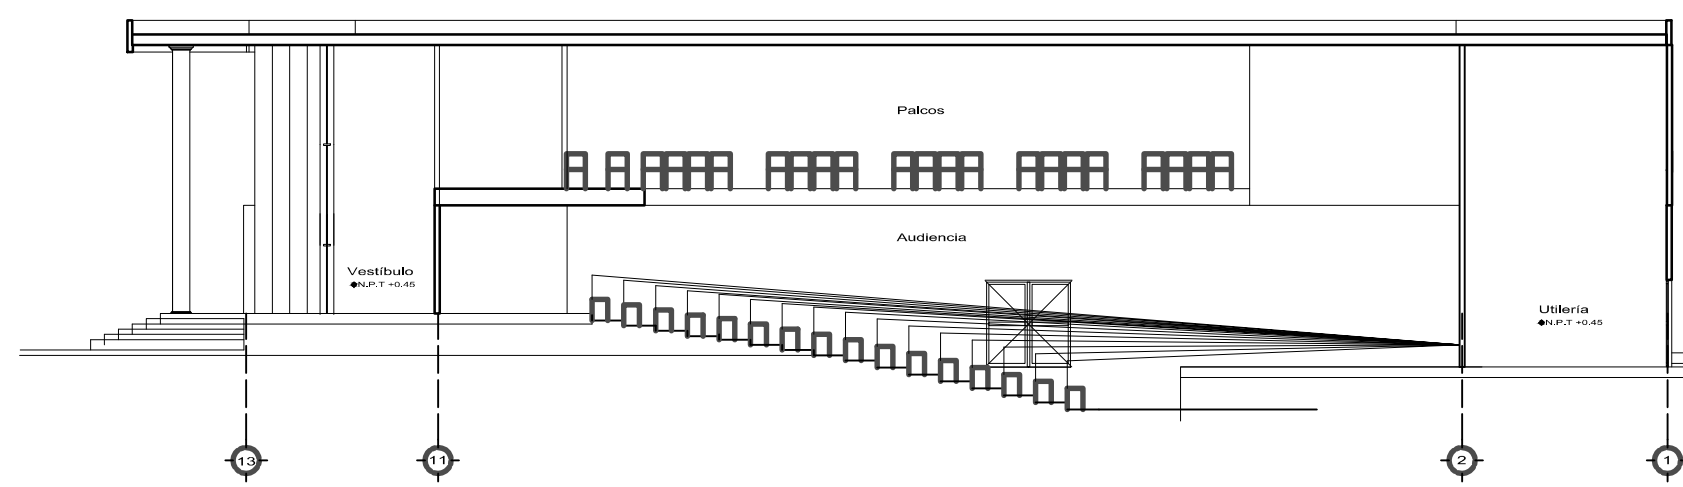 Palcos
Audiencia
Vestíbulo
N.P.T +0.45
Utilería
N.P.T +0.45
13
11
2
1